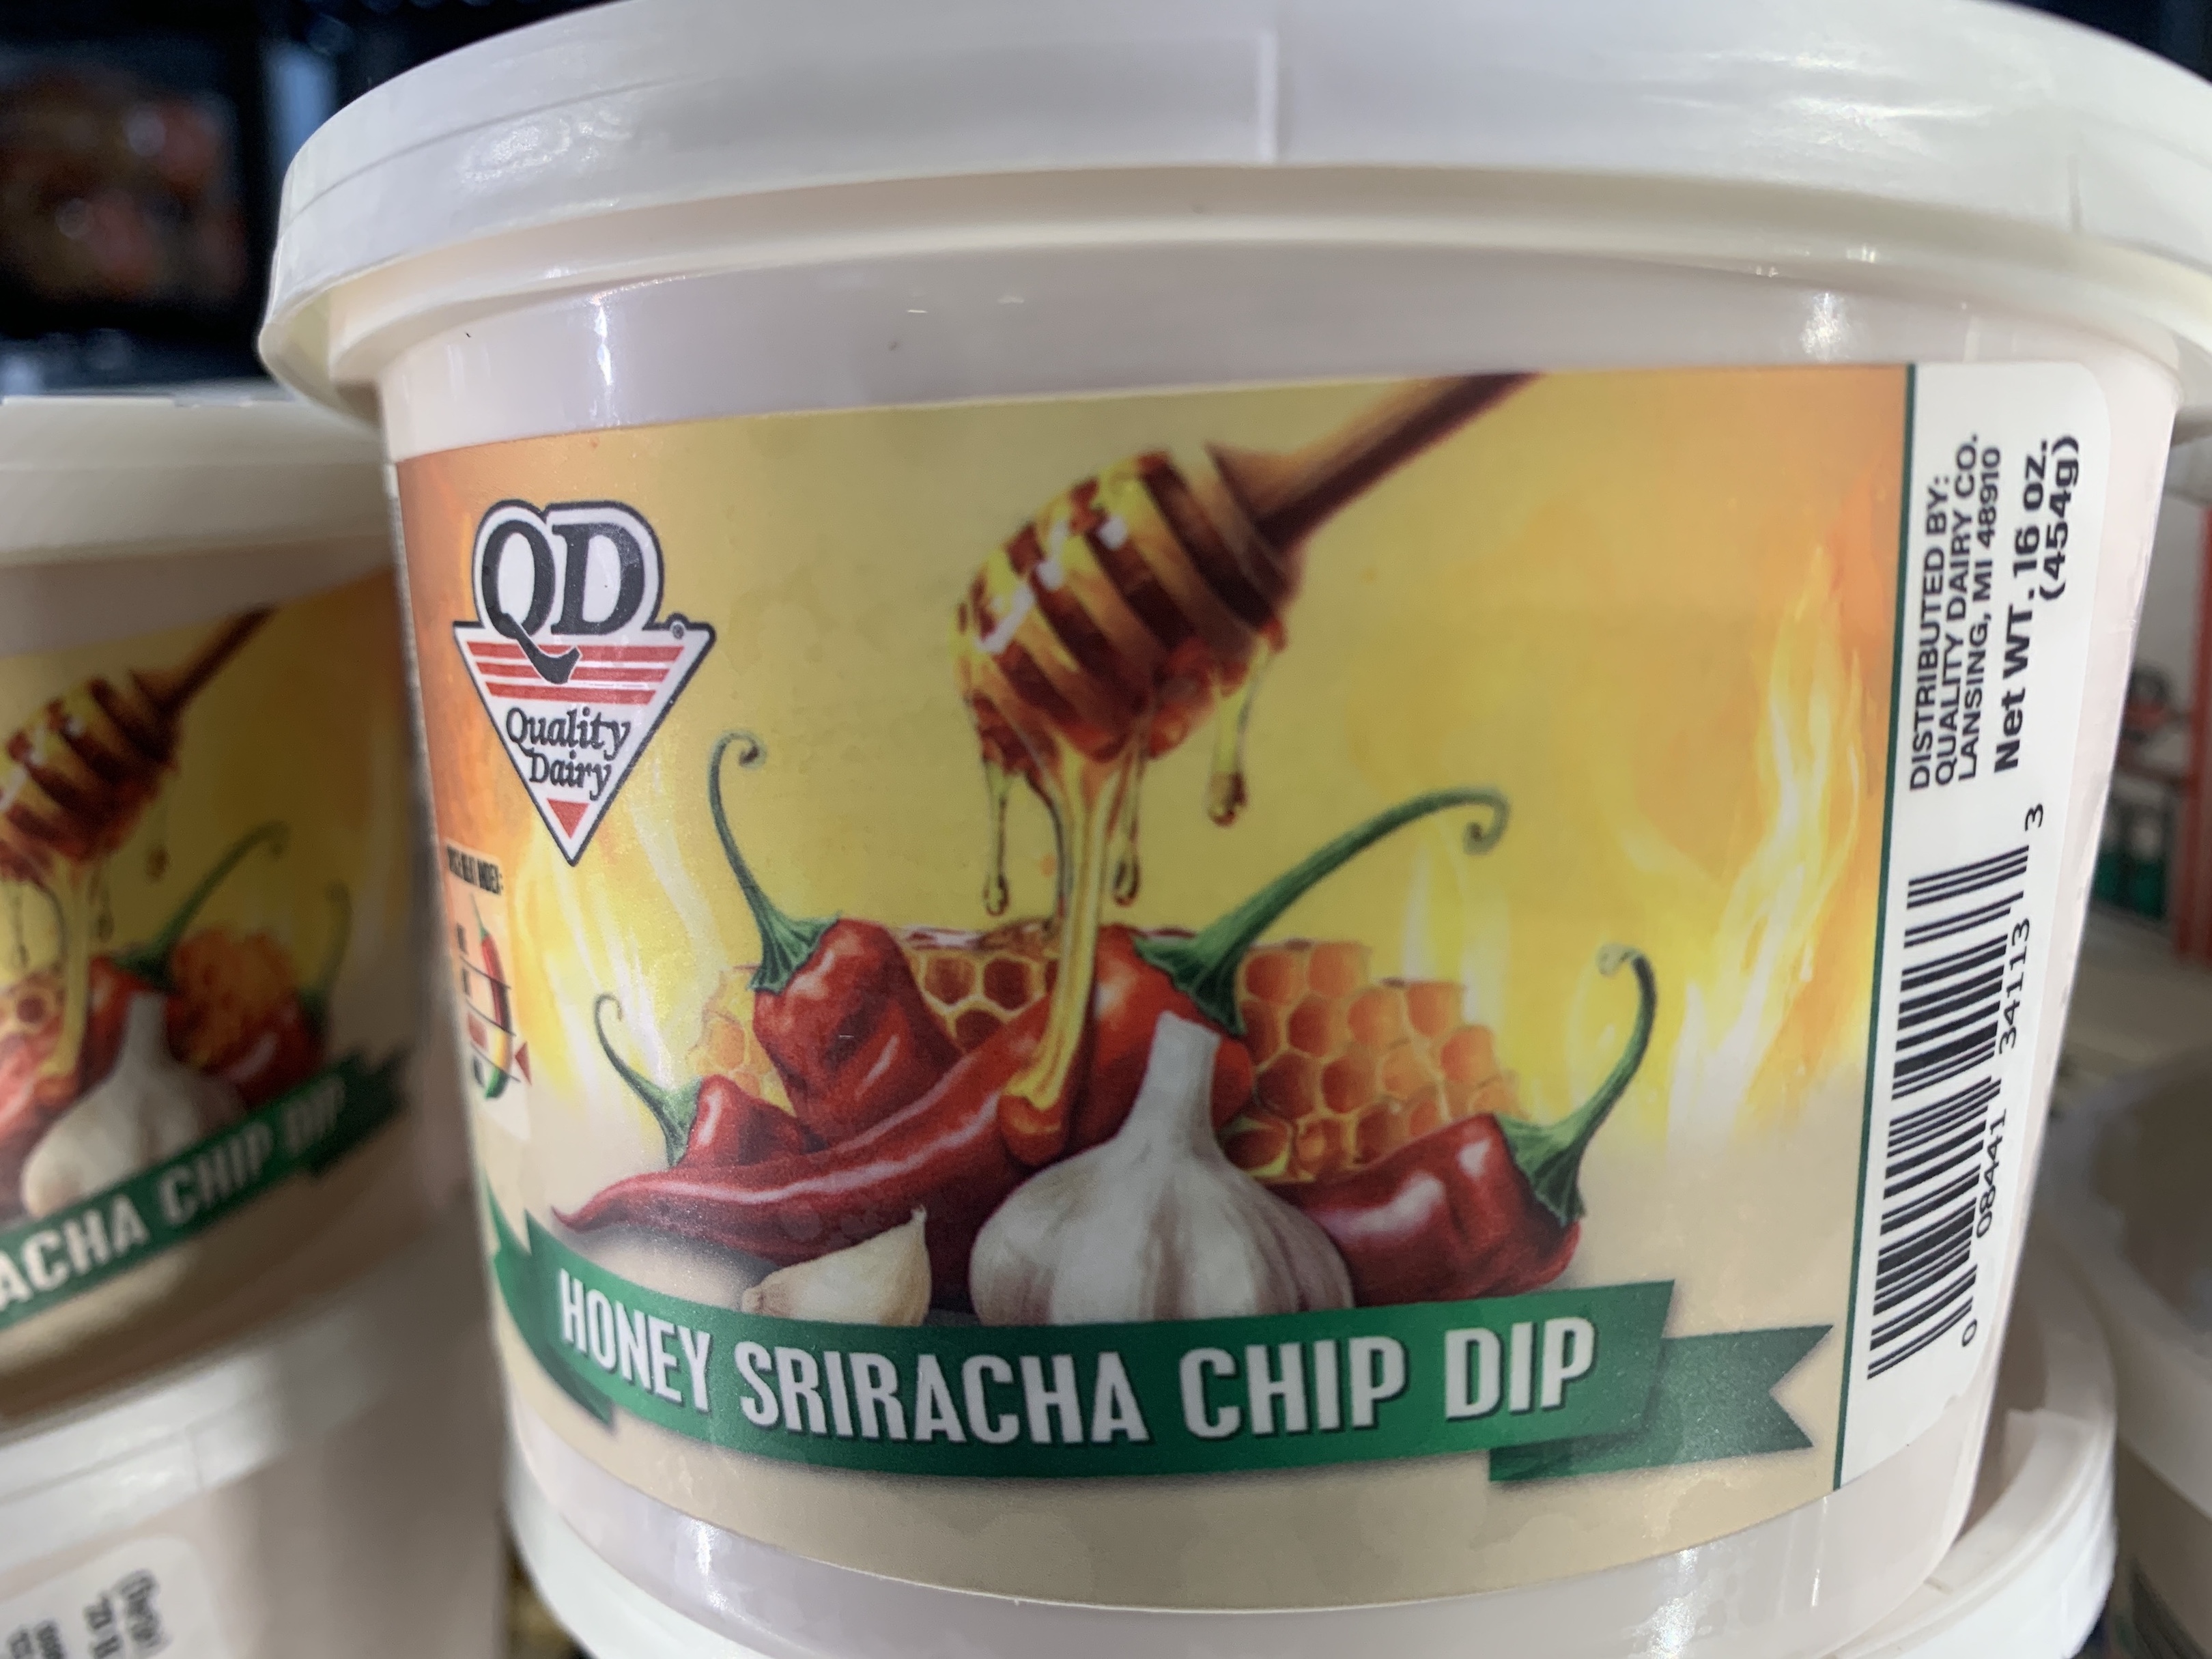 QD
®
Quality
Dairy
HONEY SRIRACHA CHIP DIP
DISTRIBUTED BY:
QUALITY DAIRY CO.
LANSING, MI 48910
Net WT. 16 oz..
(454g)
0 08441 34113 3
ACHA CHIP DIP